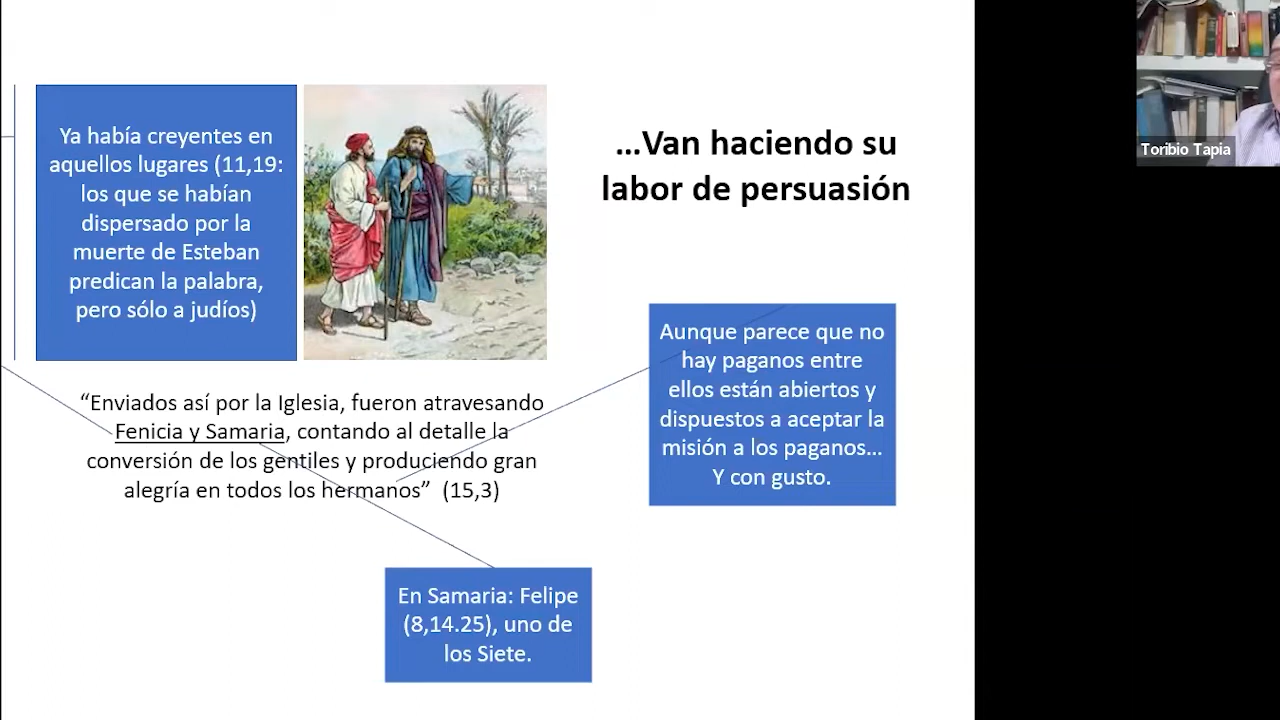 Ya había creyentes en
aquellos lugares (11,19:
los que se habían
dispersado por la
muerte de Esteban
predican la palabra,
pero sólo a judíos)
...Van haciendo su
labor de persuasión
“Enviados así por la Iglesia, fueron atravesando
Fenicia y Samaria, contando al detalle la
conversión de los gentiles y produciendo gran
alegría en todos los hermanos” (15,3)
Aunque parece que no
hay paganos entre
ellos están abiertos y
dispuestos a aceptar la
misión a los paganos...
Y con gusto.
En Samaria: Felipe
(8,14.25), uno de
los Siete.
Toribio Tapia